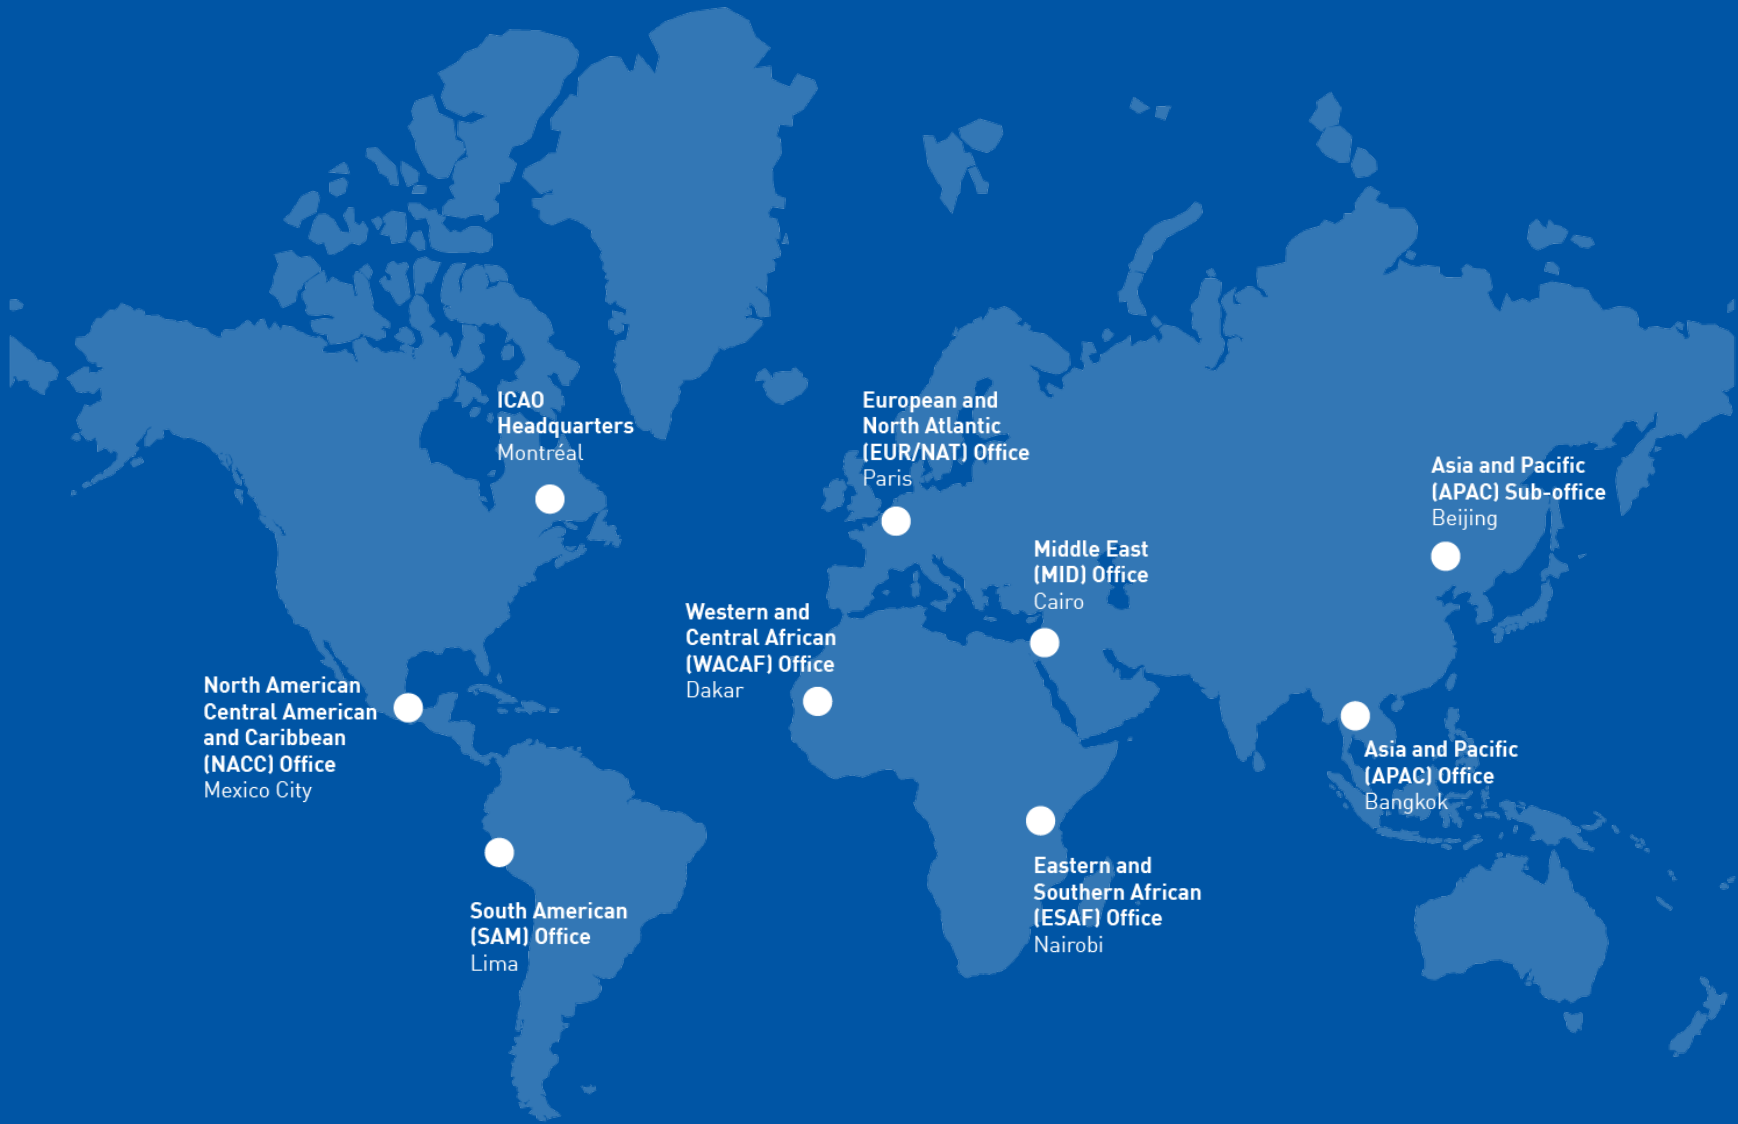 ICAO
Headquarters
Montréal
European and
North Atlantic
(EUR/NAT) Office
Paris
Asia and Pacific
(APAC) Sub-office
Beijing
Middle East
(MID) Office
Cairo
Western and
Central African
(WACAF) Office
Dakar
North American
Central American
and Caribbean
(NACC) Office
Mexico City
Asia and Pacific
(APAC) Office
Bangkok
Eastern and
Southern African
(ESAF) Office
Nairobi
South American
(SAM) Office
Lima